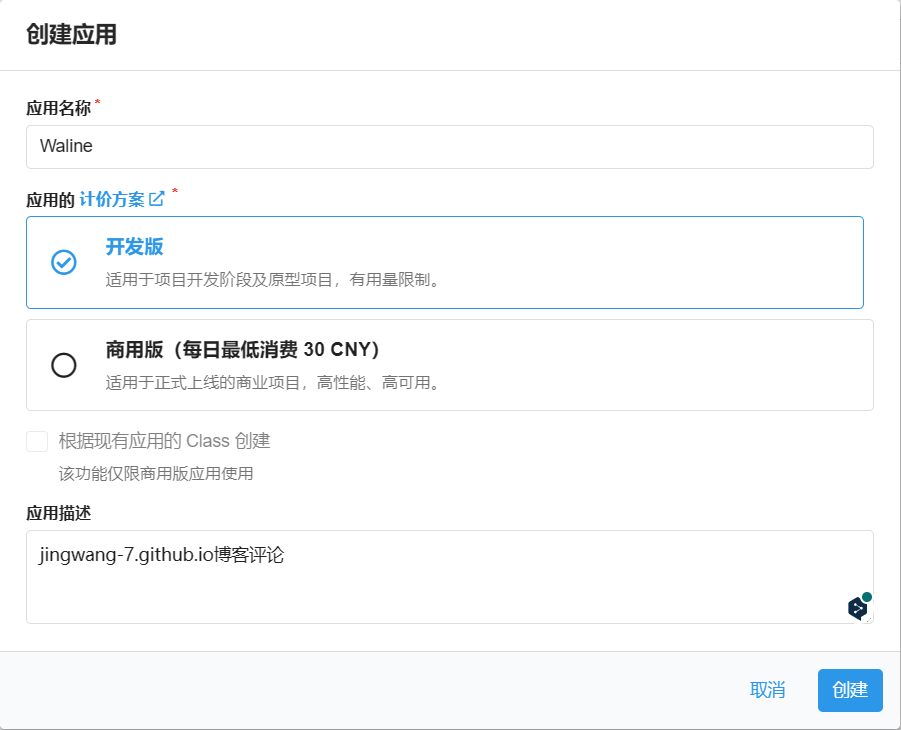 创建应用
应用名称*
Waline
应用的 计价方案 *
开发版
适用于项目开发阶段及原型项目，有用量限制。
商用版（每日最低消费 30 CNY）
适用于正式上线的商业项目，高性能、高可用。
根据现有应用的 Class 创建
该功能仅限商用版应用使用
应用描述
jingwang-7.github.io博客评论
取消
创建